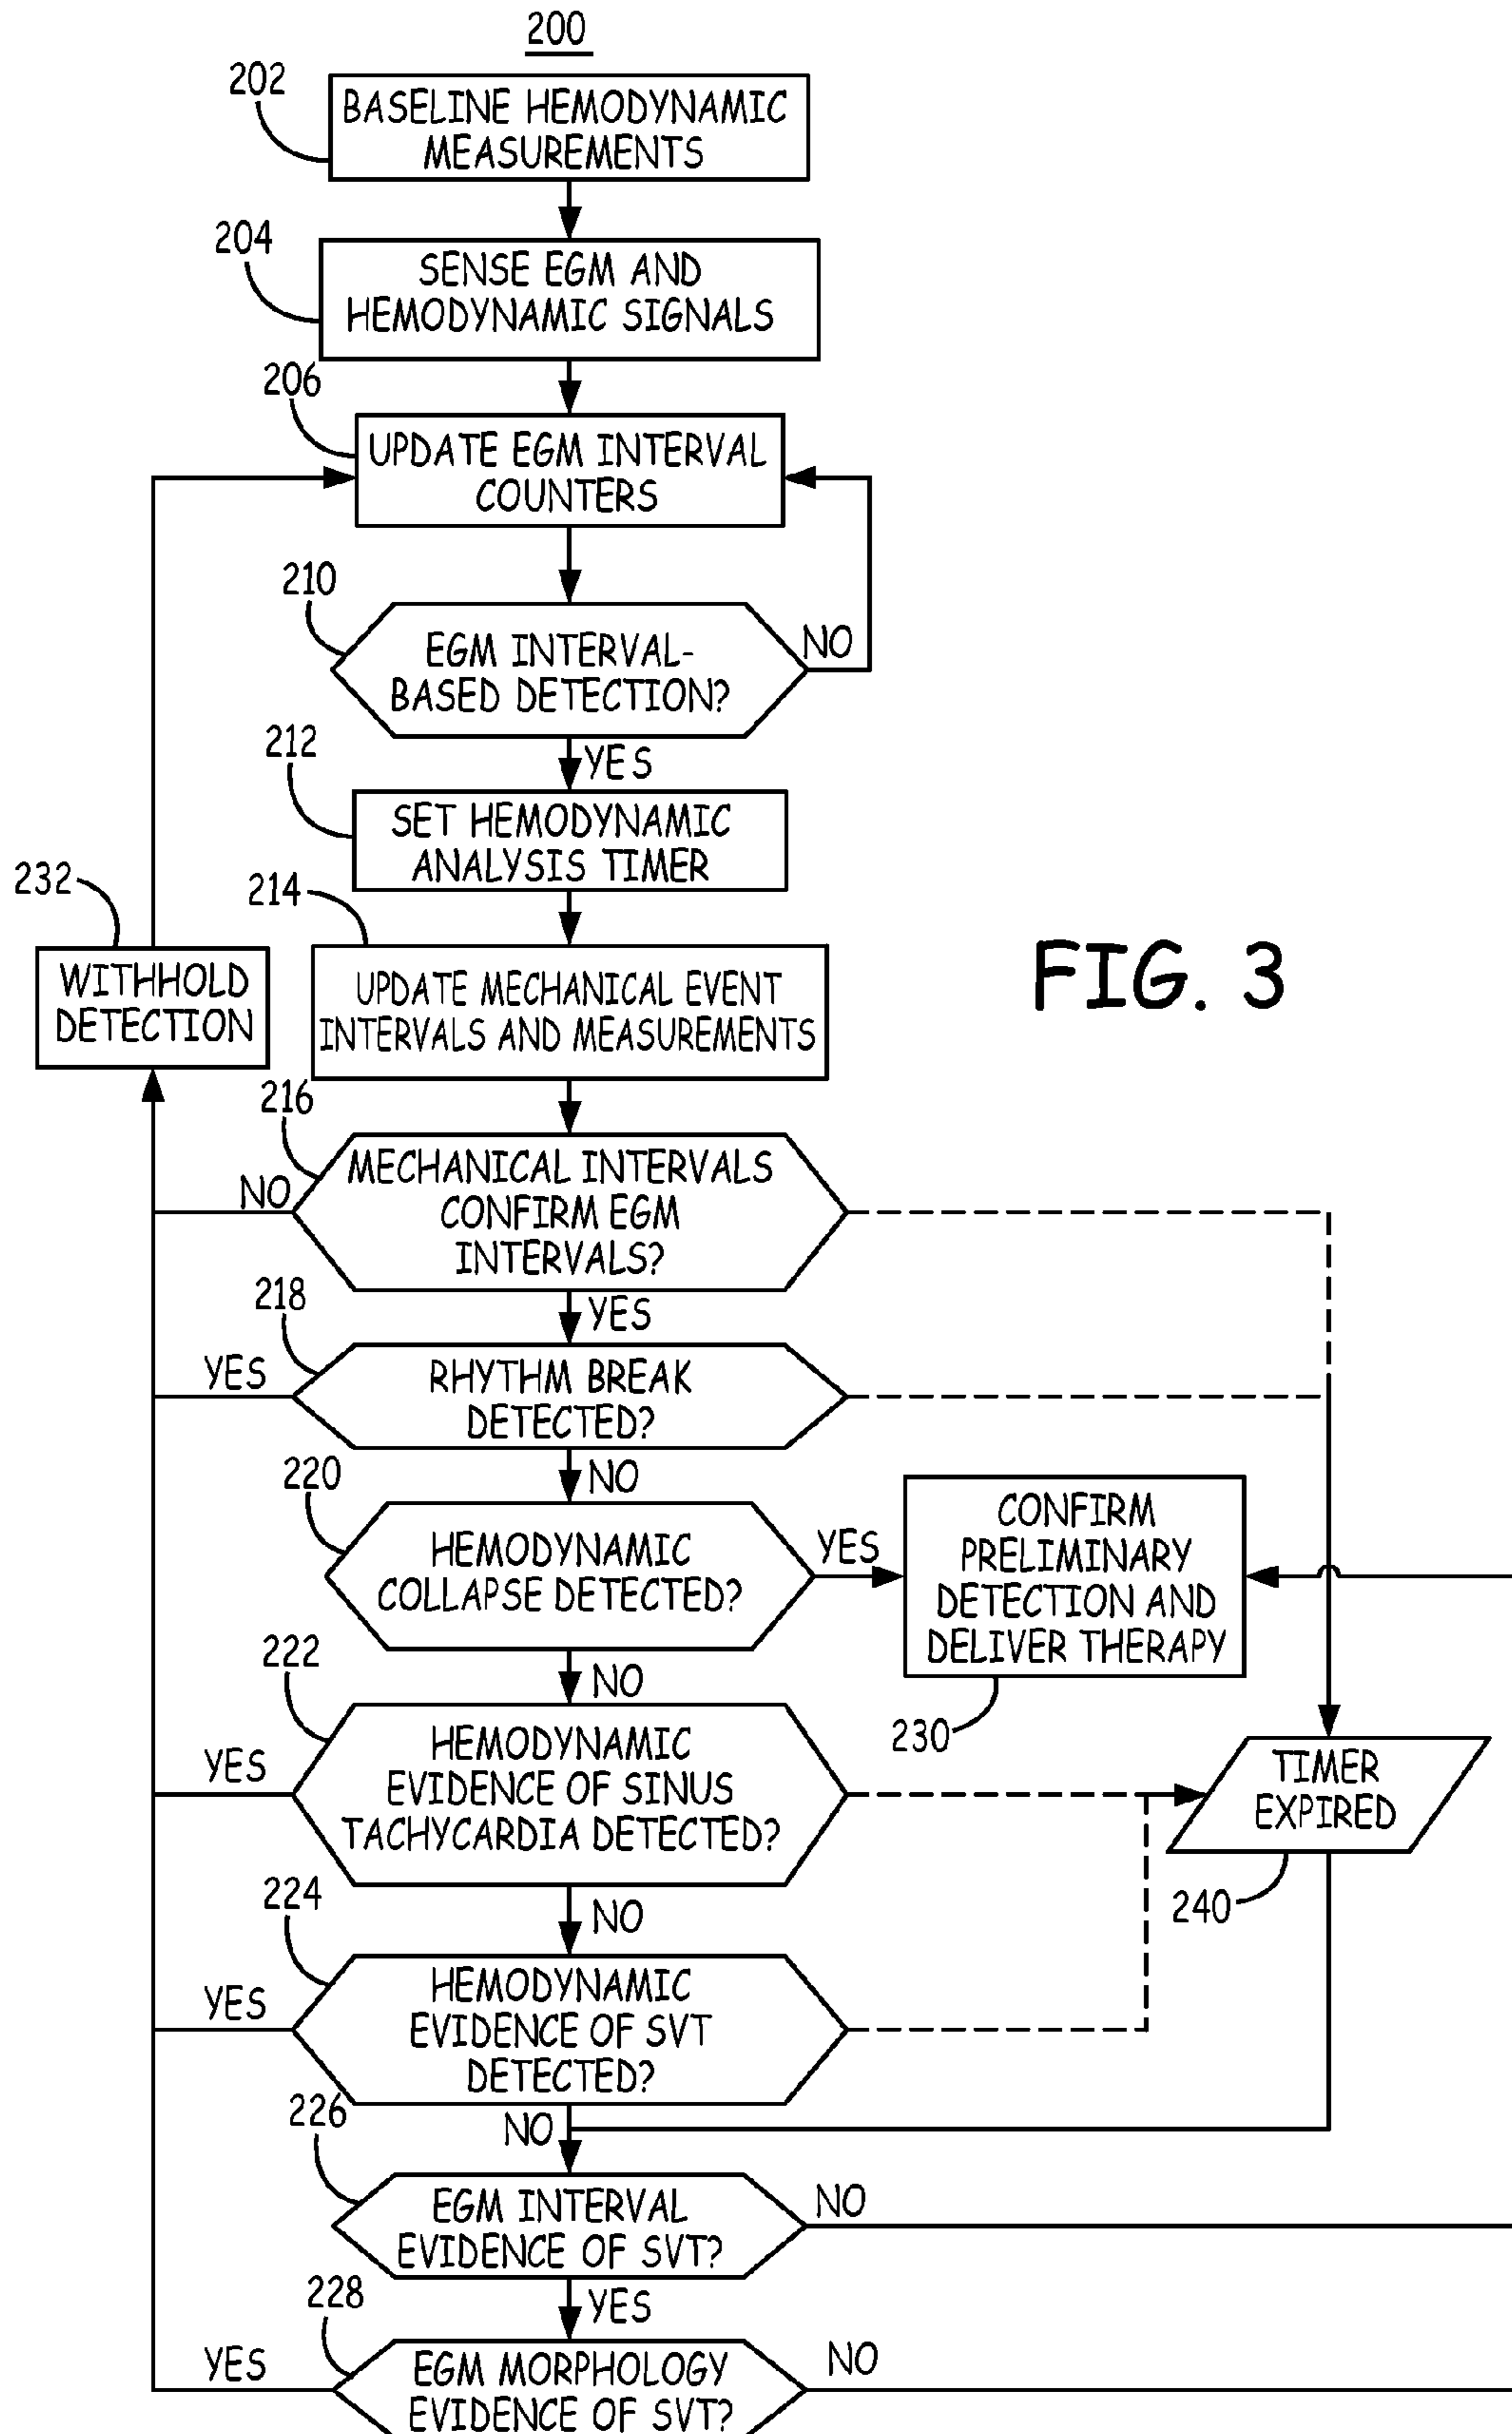 200
202
BASELINE HEMODYNAMIC
MEASUREMENTS
204
SENSE EGM AND
HEMODYNAMIC SIGNALS
206
UPDATE EGM INTERVAL
COUNTERS
210
EGM INTERVAL-
BASED DETECTION?
NO
YES
212
SET HEMODYNAMIC
ANALYSIS TIMER
232
WITHHOLD
DETECTION
214
UPDATE MECHANICAL EVENT
INTERVALS AND MEASUREMENTS
FIG. 3
216
NO
MECHANICAL INTERVALS
CONFIRM EGM
INTERVALS?
YES
218
YES
RHYTHM BREAK
DETECTED?
NO
220
HEMODYNAMIC
COLLAPSE DETECTED?
YES
CONFIRM
PRELIMINARY
DETECTION AND
DELIVER THERAPY
230
NO
222
YES
HEMODYNAMIC
EVIDENCE OF SINUS
TACHYCARDIA DETECTED?
TIMER
EXPIRED
240
NO
224
YES
HEMODYNAMIC
EVIDENCE OF SVT
DETECTED?
NO
226
EGM INTERVAL
EVIDENCE OF SVT?
NO
YES
228
YES
EGM MORPHOLOGY
EVIDENCE OF SVT?
NO